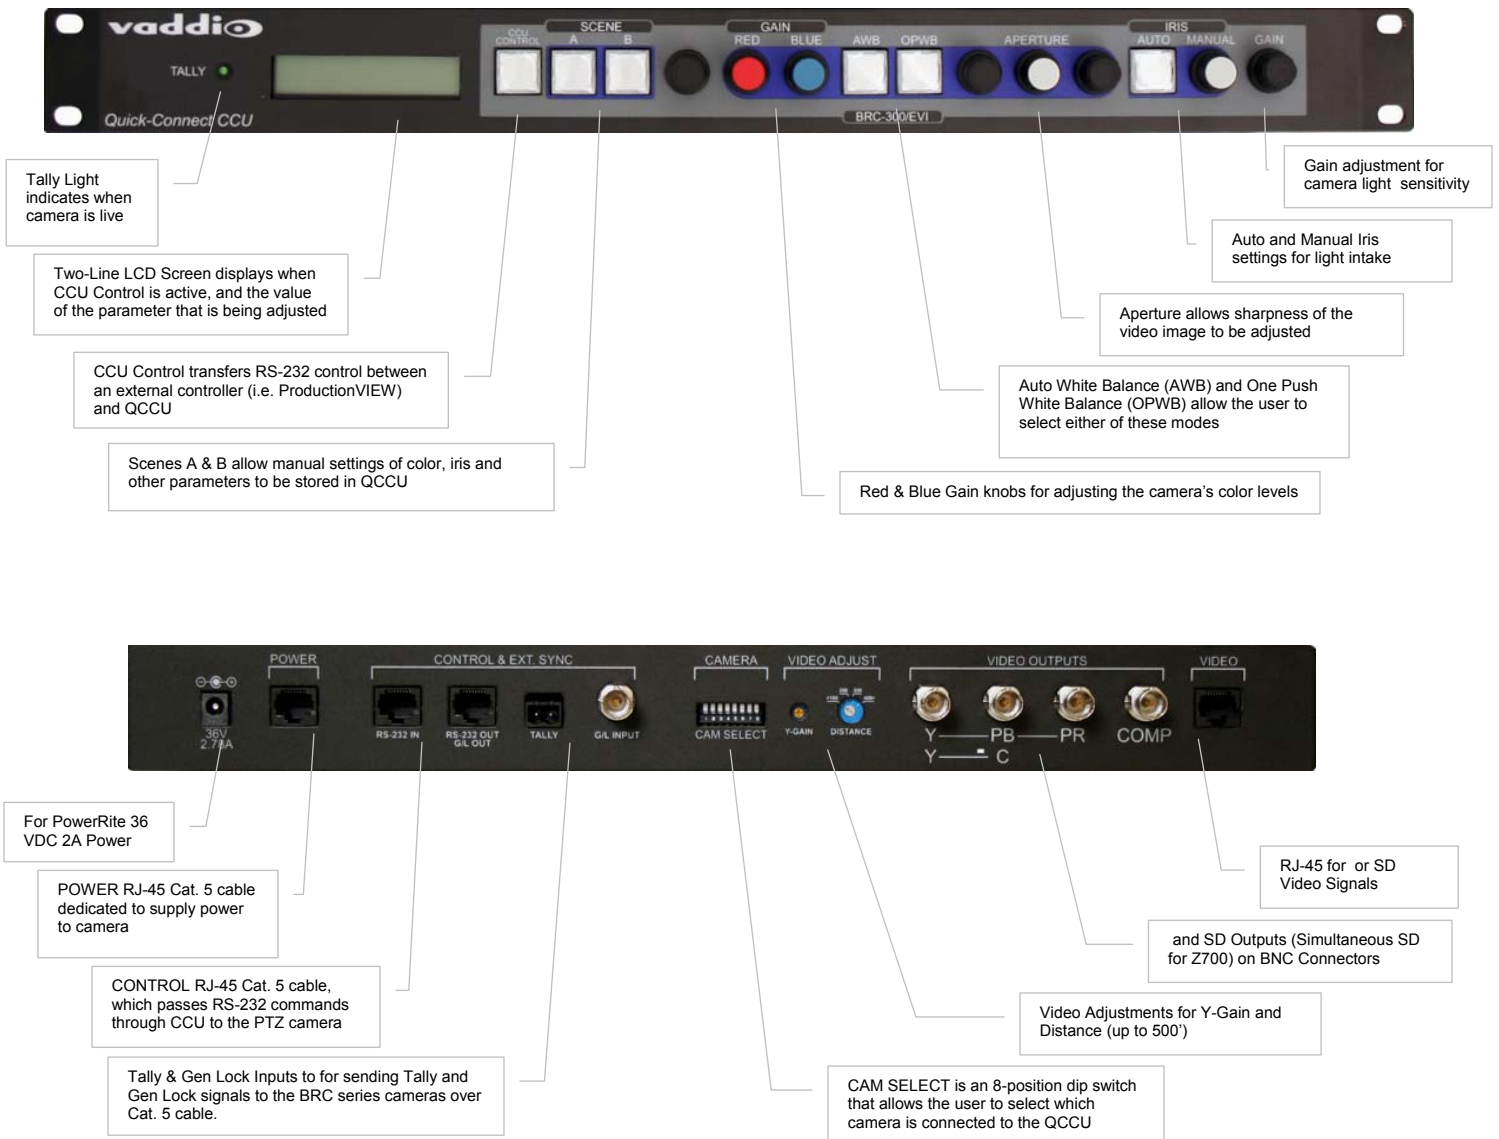 vaddio
TALLY
Quick-Connect CCU
CCU
CONTROL
SCENE
A B
GAIN
RED BLUE
AWB OPWB
APERTURE
IRIS
AUTO MANUAL
GAIN
BRC-300/EVI
Tally Light
indicates when
camera is live
Gain adjustment for
camera light sensitivity
Auto and Manual Iris
settings for light intake
Two-Line LCD Screen displays when
CCU Control is active, and the value
of the parameter that is being adjusted
Aperture allows sharpness of the
video image to be adjusted
CCU Control transfers RS-232 control between
an external controller (i.e. ProductionVIEW)
and QCCU
Auto White Balance (AWB) and One Push
White Balance (OPWB) allow the user to
select either of these modes
Scenes A & B allow manual settings of color, iris and
other parameters to be stored in QCCU
Red & Blue Gain knobs for adjusting the camera's color levels
POWER
CONTROL & EXT. SYNC
CAMERA
VIDEO ADJUST
VIDEO OUTPUTS
VIDEO
36V
2.78A
RS-232 IN
RS-232 OUT
G/L OUT
TALLY
G/L INPUT
CAM SELECT
Y-GAIN
DISTANCE
Y PB PR COMP
Y C
For PowerRite 36
VDC 2A Power
RJ-45 for or SD
Video Signals
POWER RJ-45 Cat. 5 cable
dedicated to supply power
to camera
and SD Outputs (Simultaneous SD
for Z700) on BNC Connectors
CONTROL RJ-45 Cat. 5 cable,
which passes RS-232 commands
through CCU to the PTZ camera
Video Adjustments for Y-Gain and
Distance (up to 500')
Tally & Gen Lock Inputs to for sending Tally and
Gen Lock signals to the BRC series cameras over
Cat. 5 cable.
CAM SELECT is an 8-position dip switch
that allows the user to select which
camera is connected to the QCCU